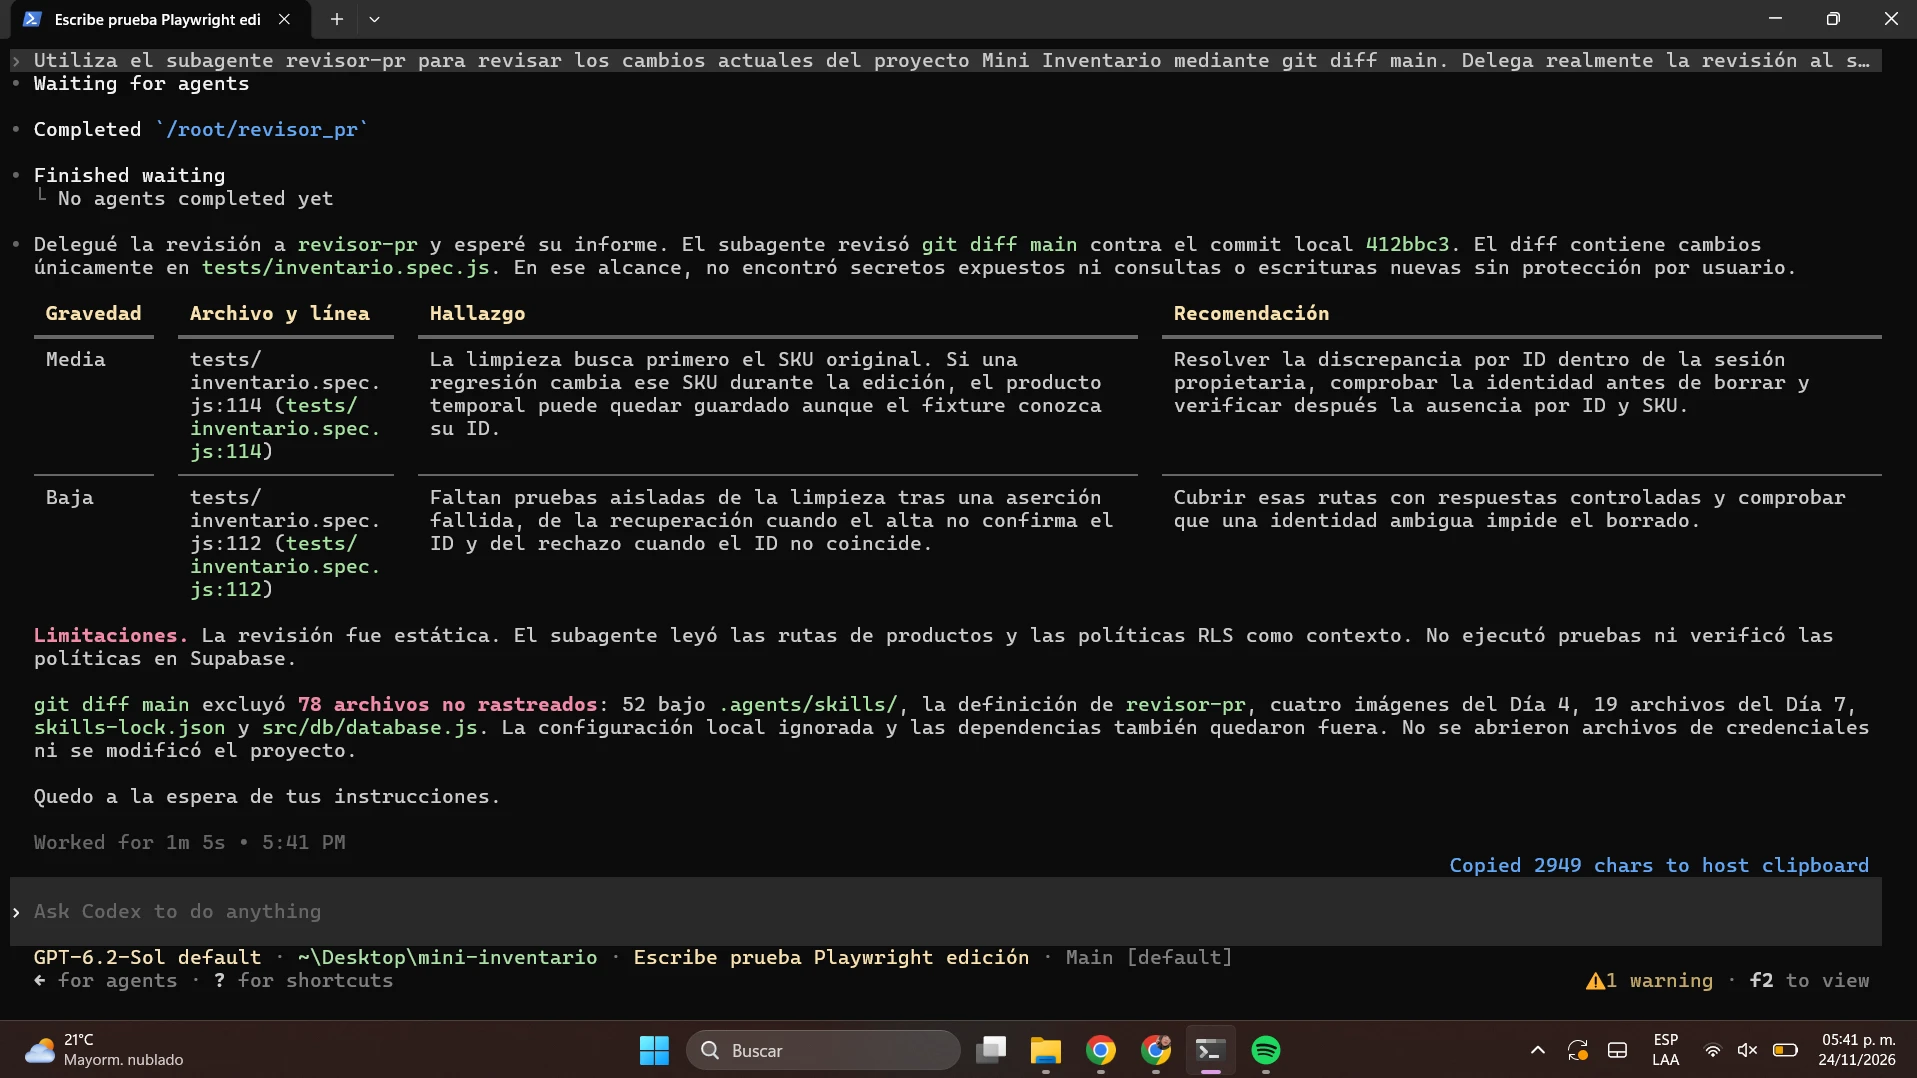 Escribe prueba Playwright edi
› Utiliza el subagente revisor-pr para revisar los cambios actuales del proyecto Mini Inventario mediante git diff main. Delega realmente la revisión al s…
• Waiting for agents
• Completed `/root/revisor_pr`
• Finished waiting
└ No agents completed yet
• Delegué la revisión a revisor-pr y esperé su informe. El subagente revisó git diff main contra el commit local 412bbc3. El diff contiene cambios
únicamente en tests/inventario.spec.js. En ese alcance, no encontró secretos expuestos ni consultas o escrituras nuevas sin protección por usuario.
Gravedad Archivo y línea Hallazgo Recomendación
Media
tests/
inventario.spec.
js:114 (tests/
inventario.spec.
js:114)
La limpieza busca primero el SKU original. Si una
regresión cambia ese SKU durante la edición, el producto
temporal puede quedar guardado aunque el fixture conozca
su ID.
Resolver la discrepancia por ID dentro de la sesión
propietaria, comprobar la identidad antes de borrar y
verificar después la ausencia por ID y SKU.
Baja
tests/
inventario.spec.
js:112 (tests/
inventario.spec.
js:112)
Faltan pruebas aisladas de la limpieza tras una aserción
fallida, de la recuperación cuando el alta no confirma el
ID y del rechazo cuando el ID no coincide.
Cubrir esas rutas con respuestas controladas y comprobar
que una identidad ambigua impide el borrado.
Limitaciones. La revisión fue estática. El subagente leyó las rutas de productos y las políticas RLS como contexto. No ejecutó pruebas ni verificó las
políticas en Supabase.
git diff main excluyó 78 archivos no rastreados: 52 bajo .agents/skills/, la definición de revisor-pr, cuatro imágenes del Día 4, 19 archivos del Día 7,
skills-lock.json y src/db/database.js. La configuración local ignorada y las dependencias también quedaron fuera. No se abrieron archivos de credenciales
ni se modificó el proyecto.
Quedo a la espera de tus instrucciones.
Worked for 1m 5s • 5:41 PM
Copied 2949 chars to host clipboard
› Ask Codex to do anything
GPT-6.2-Sol default · ~\Desktop\mini-inventario · Escribe prueba Playwright edición · Main [default]
← for agents · ? for shortcuts
⚠1 warning · f2 to view
21°C
Mayorm. nublado
Buscar
ESP
LAA
05:41 p. m.
24/11/2026